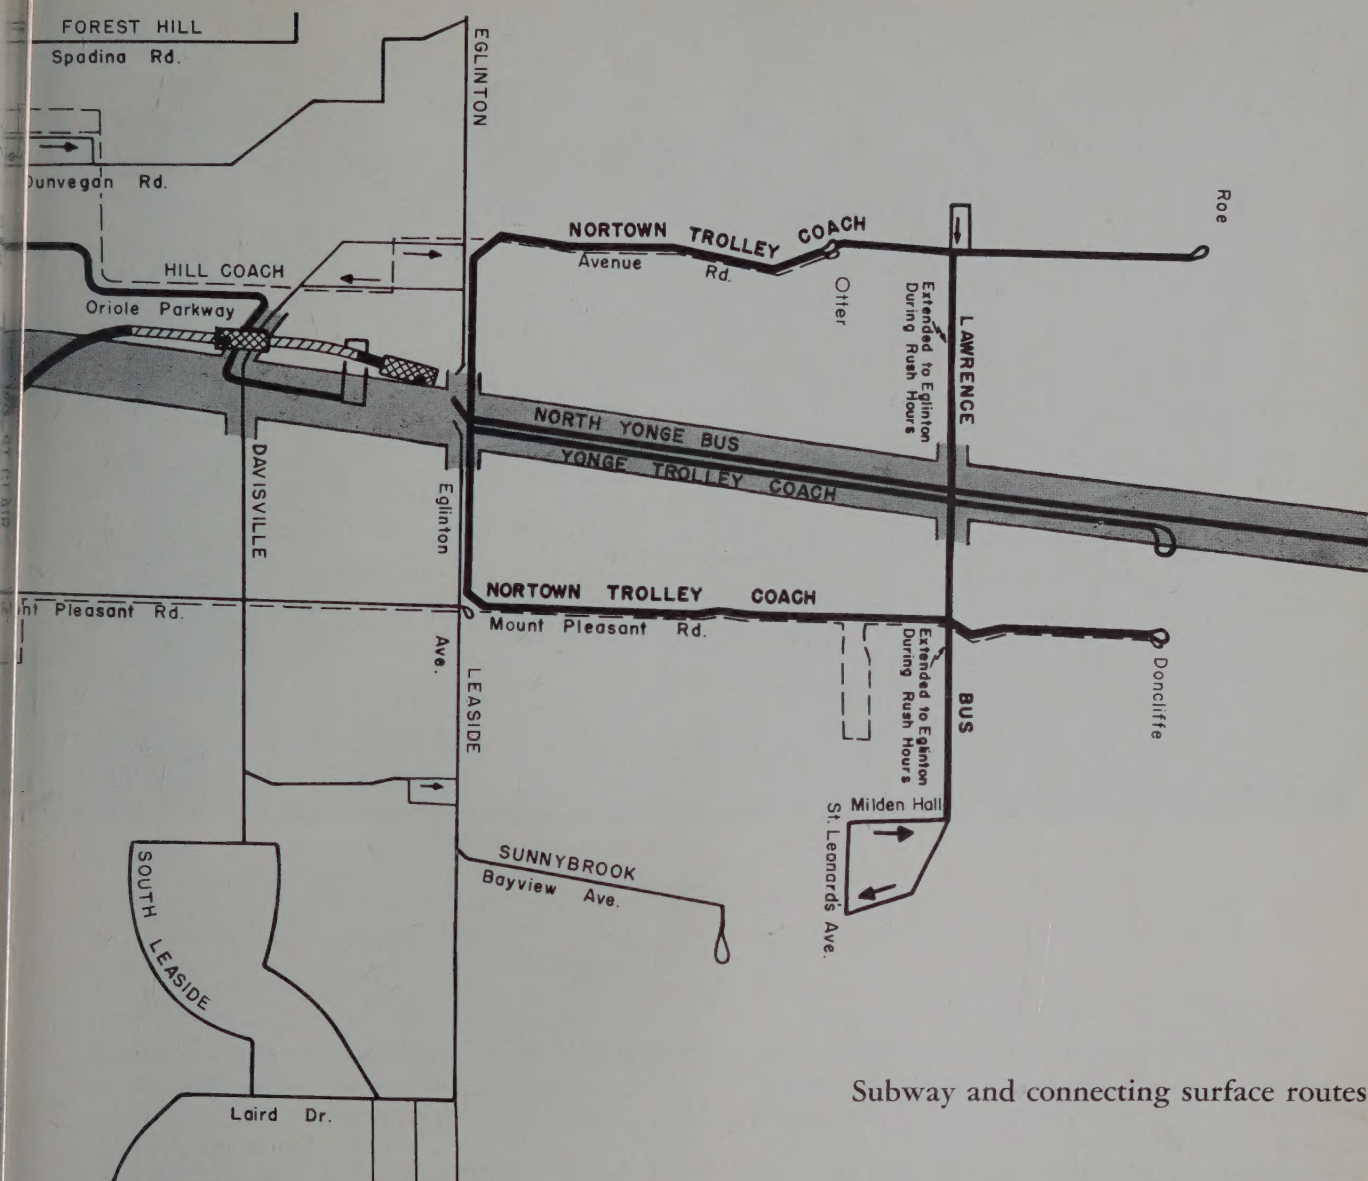 FOREST HILL
Spadina Rd.
EGLINTON
Dunvegan Rd.
Roe
NORTOWN TROLLEY COACH
Avenue Rd.
Otter
HILL COACH
Oriole Parkway
Extended to Eglinton
During Rush Hours
LAWRENCE
NORTH YONGE BUS
YONGE TROLLEY COACH
DAVISVILLE
Eglinton
Ave.
NORTOWN TROLLEY COACH
Mount Pleasant Rd.
Pleasant Rd.
LEASIDE
Extended to Eglinton
During Rush Hours
BUS
Doncliffe
Milden Hall
St. Leonard's Ave.
SUNNYBROOK
Bayview Ave.
SOUTH LEASIDE
Laird Dr.
Subway and connecting surface routes